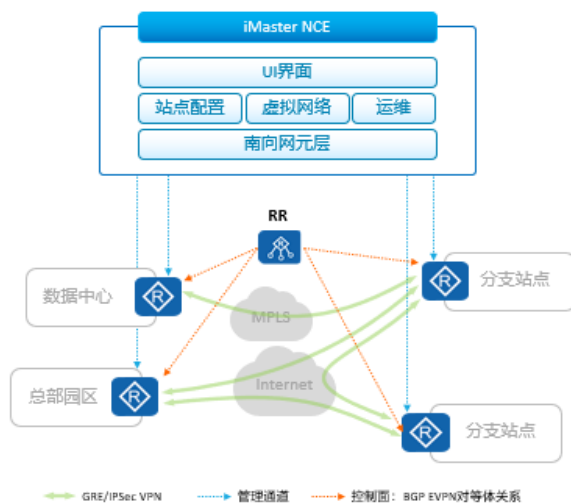 iMaster NCE
UI界面
站点配置 虚拟网络 运维
南向网元层
RR
R
数据中心 R R 分支站点
MPLS
总部园区 R Internet
R 分支站点
GRE/IPSec VPN 管理通道 控制面：BGP EVPN对等体关系